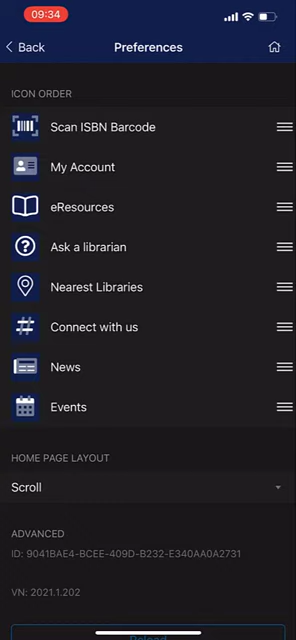 09:34
Back
Preferences
ICON ORDER
Scan ISBN Barcode
My Account
eResources
Ask a librarian
Nearest Libraries
Connect with us
News
Events
HOME PAGE LAYOUT
Scroll
ADVANCED
ID: 9041BAE4-BCEE-409D-B232-E340AA0A2731
VN: 2021.1.202
Reload